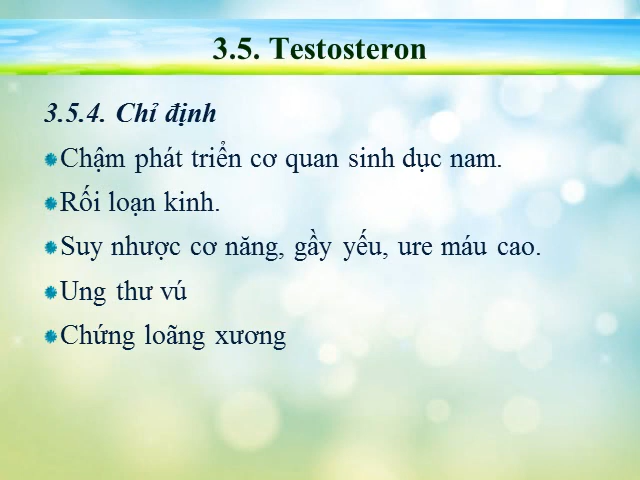 3.5. Testosteron
3.5.4. Chỉ định
Chậm phát triển cơ quan sinh dục nam.
Rối loạn kinh.
Suy nhược cơ năng, gầy yếu, ure máu cao.
Ung thư vú
Chứng loãng xương